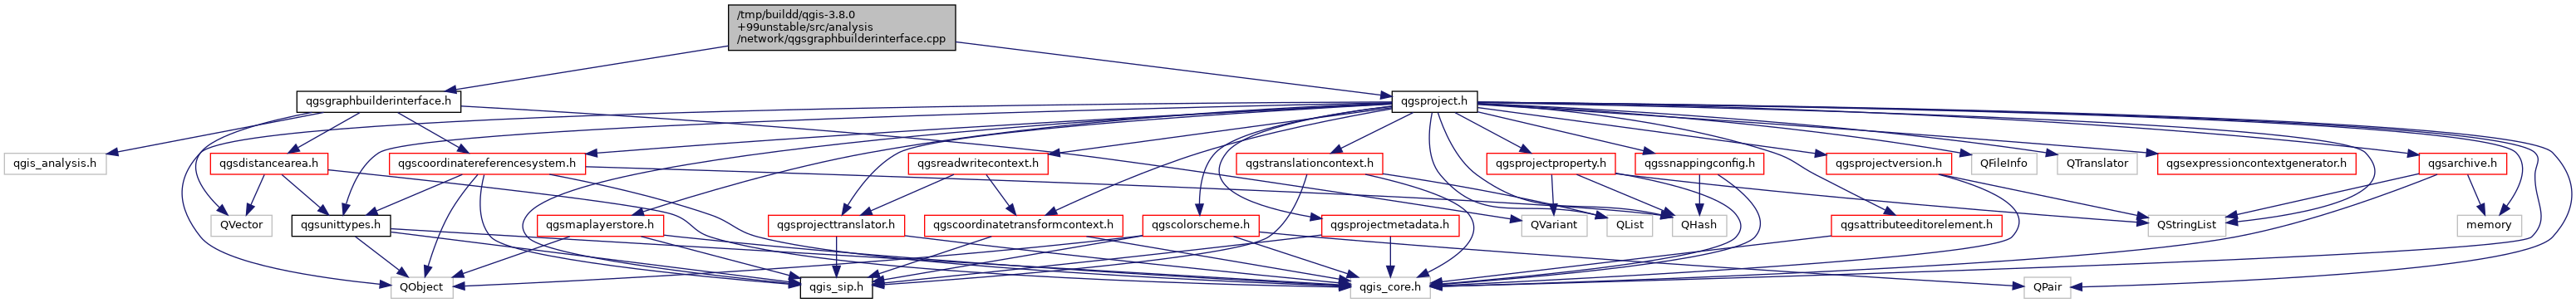 /tmp/buildd/qgis-3.8.0
+99unstable/src/analysis
/network/qgsgraphbuilderinterface.cpp
qgsgraphbuilderinterface.h
qgsproject.h
qgis_analysis.h
qgsdistancearea.h
qgscoordinatereferencesystem.h
qgsreadwritecontext.h
qgstranslationcontext.h
qgsprojectproperty.h
qgssnappingconfig.h
qgsprojectversion.h
QFileInfo
QTranslator
qgsexpressioncontextgenerator.h
qgsarchive.h
QVector
qgsunittypes.h
qgsmaplayerstore.h
qgsprojecttranslator.h
qgscoordinatetransformcontext.h
qgscolorscheme.h
qgsprojectmetadata.h
QVariant
QList
QHash
qgsattributeeditorelement.h
QStringList
memory
QObject
qgis_sip.h
qgis_core.h
QPair